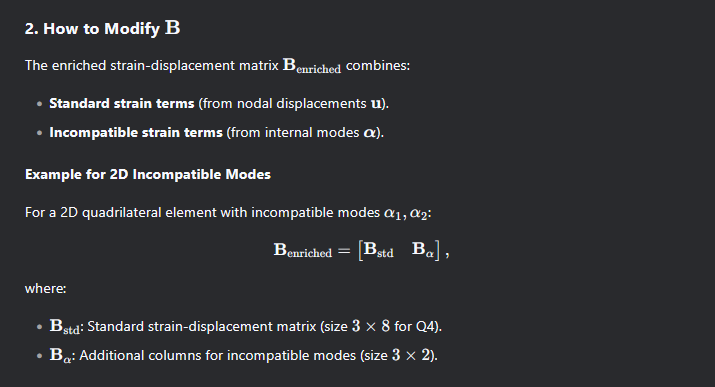 2. How to Modify B
The enriched strain-displacement matrix B_enriched combines:
• Standard strain terms (from nodal displacements u).
• Incompatible strain terms (from internal modes α).
Example for 2D Incompatible Modes
For a 2D quadrilateral element with incompatible modes α₁, α₂:
B_enriched = [B_std B_α],
where:
• B_std: Standard strain-displacement matrix (size 3 × 8 for Q4).
• B_α: Additional columns for incompatible modes (size 3 × 2).